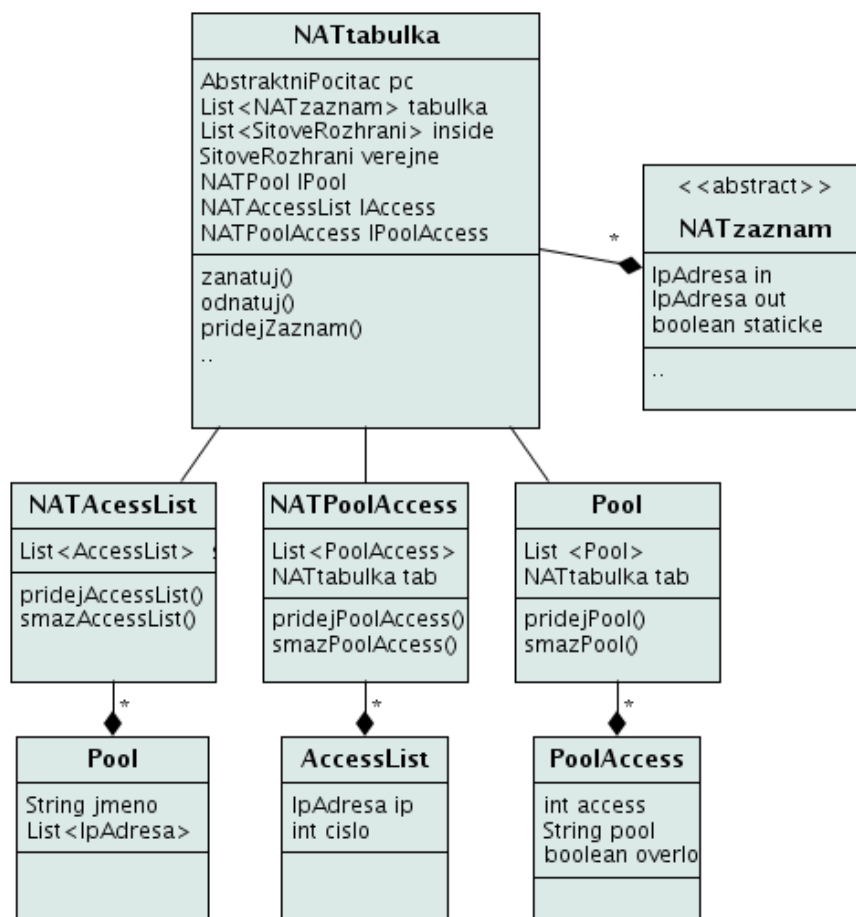 NATtabulka
AbstraktniPocitac pc
List<NATzaznam> tabulka
List<SitoveRozhrani> inside
SitoveRozhrani verejne
NATPool lPool
NATAccessList lAccess
NATPoolAccess lPoolAccess
zanatuj()
odnatuj()
pridejZaznam()
..
*
<<abstract>>
NATzaznam
IpAdresa in
IpAdresa out
boolean staticke
..
NATAcessList
List<AccessList>
pridejAccessList()
smazAccessList()
NATPoolAccess
List<PoolAccess>
NATtabulka tab
pridejPoolAccess()
smazPoolAccess()
Pool
List <Pool>
NATtabulka tab
pridejPool()
smazPool()
*
*
*
Pool
String jmeno
List<IpAdresa>
AccessList
IpAdresa ip
int cislo
PoolAccess
int access
String pool
boolean overlo